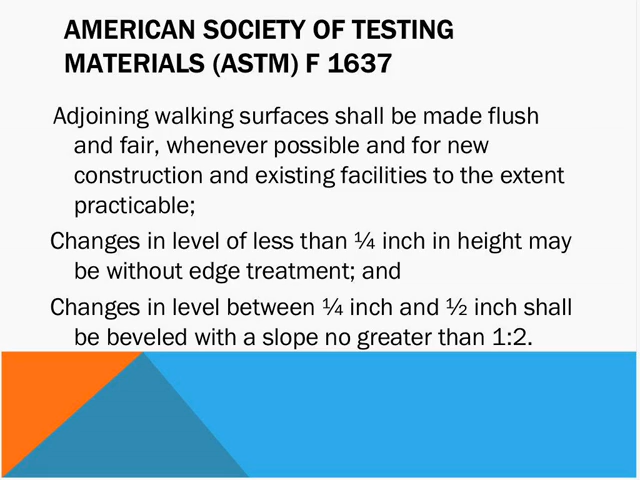 AMERICAN SOCIETY OF TESTING
MATERIALS (ASTM) F 1637
Adjoining walking surfaces shall be made flush
and fair, whenever possible and for new
construction and existing facilities to the extent
practicable;
Changes in level of less than ¼ inch in height may
be without edge treatment; and
Changes in level between ¼ inch and ½ inch shall
be beveled with a slope no greater than 1:2.